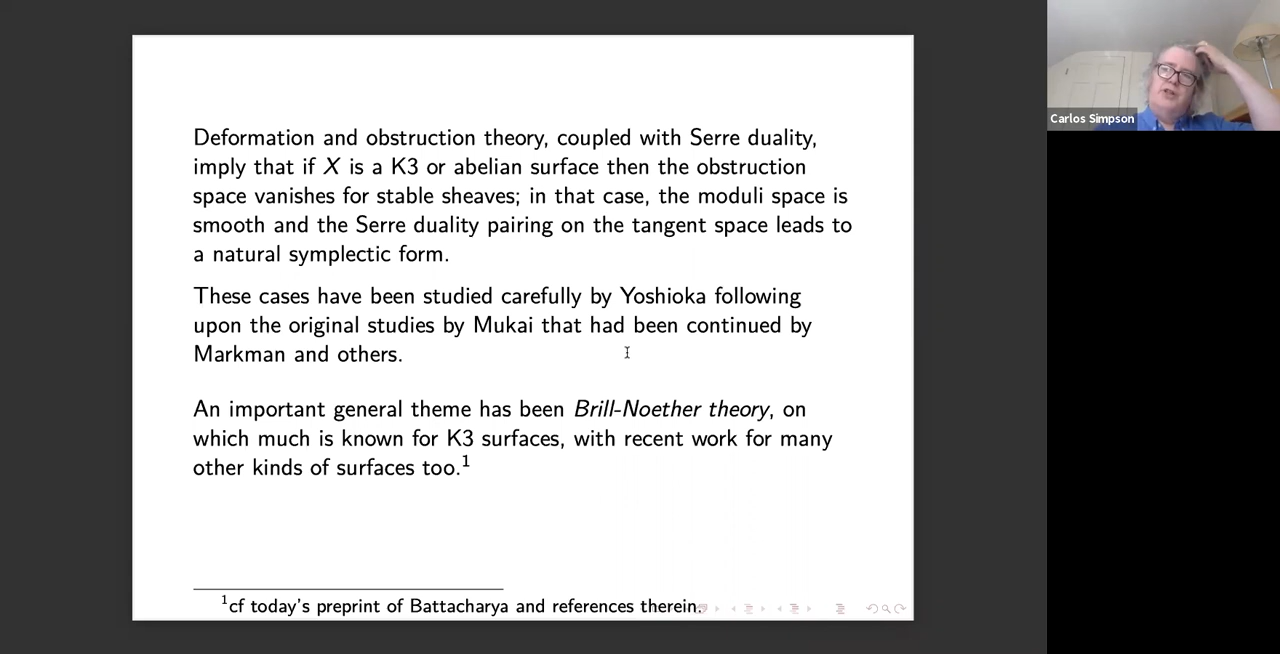 Deformation and obstruction theory, coupled with Serre duality,
imply that if X is a K3 or abelian surface then the obstruction
space vanishes for stable sheaves; in that case, the moduli space is
smooth and the Serre duality pairing on the tangent space leads to
a natural symplectic form.
These cases have been studied carefully by Yoshioka following
upon the original studies by Mukai that had been continued by
Markman and others.
An important general theme has been Brill-Noether theory, on
which much is known for K3 surfaces, with recent work for many
other kinds of surfaces too.¹
¹cf today's preprint of Battacharya and references therein.
Carlos Simpson